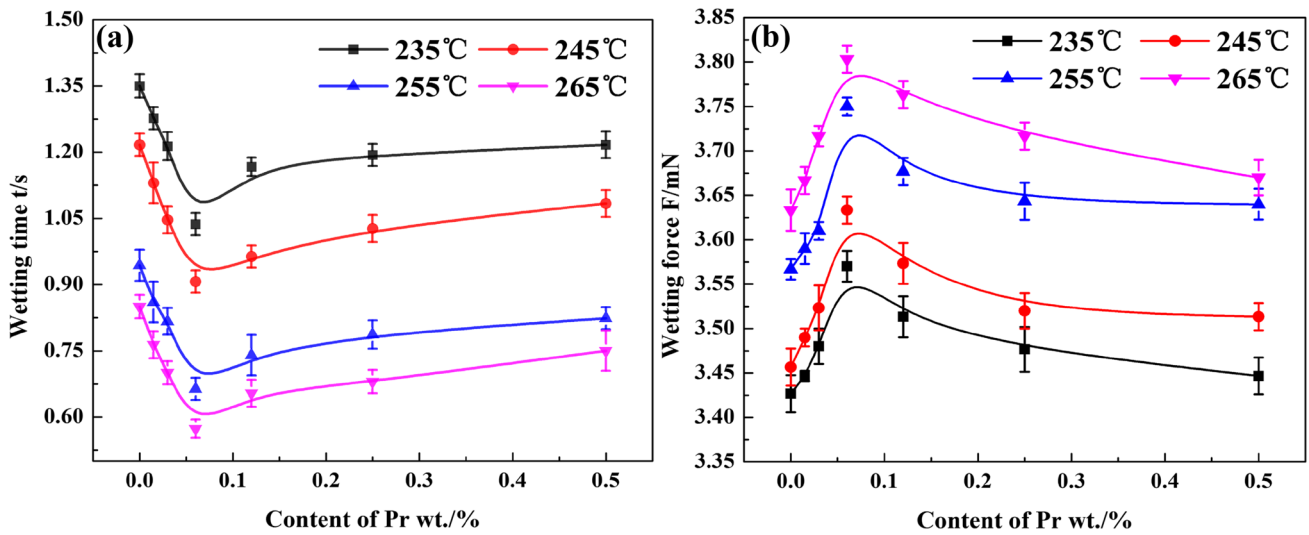 (a)
235℃ 245℃
255℃ 265℃
1.50
1.35
1.20
1.05
0.90
0.75
0.60
Wetting time t/s
0.0 0.1 0.2 0.3 0.4 0.5
Content of Pr wt./%
(b)
235℃ 245℃
255℃ 265℃
3.85
3.80
3.75
3.70
3.65
3.60
3.55
3.50
3.45
3.40
3.35
Wetting force F/mN
0.0 0.1 0.2 0.3 0.4 0.5
Content of Pr wt./%